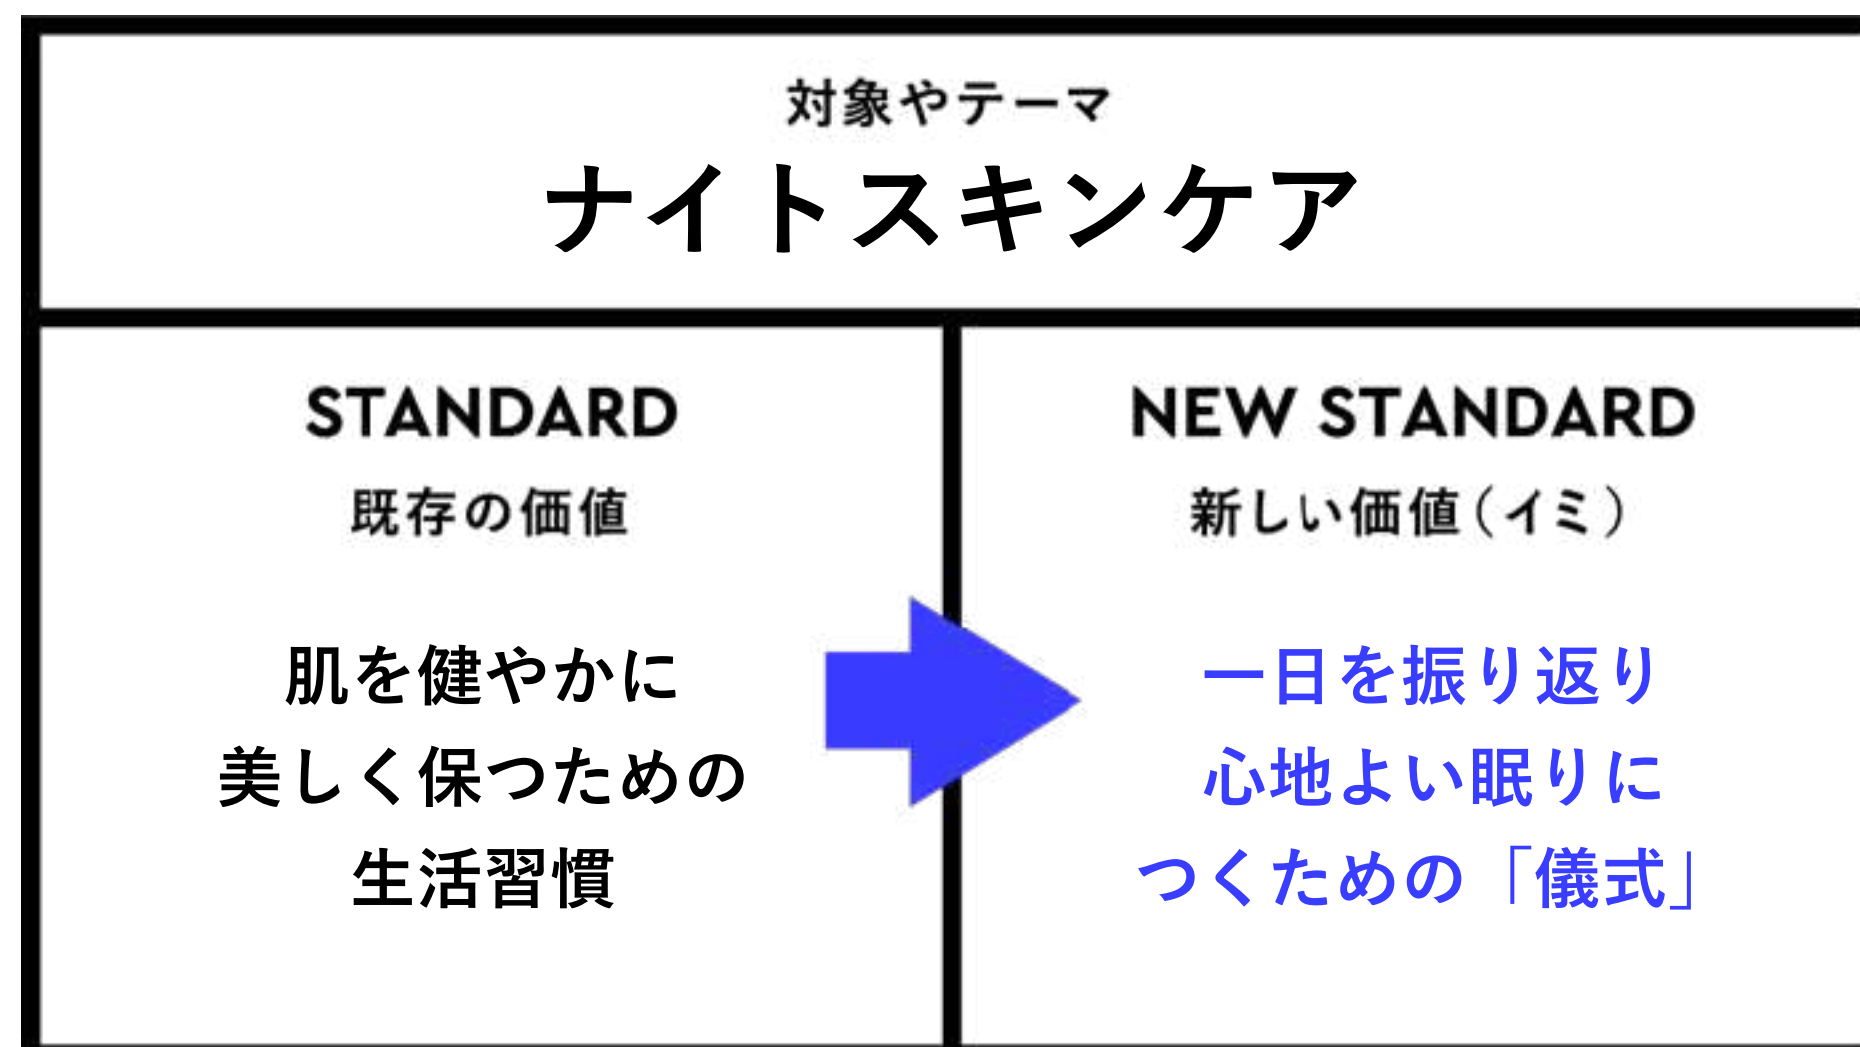 対象やテーマ
ナイトスキンケア
STANDARD
既存の価値
肌を健やかに
美しく保つための
生活習慣
NEW STANDARD
新しい価値（イミ）
一日を振り返り
心地よい眠りに
つくための「儀式」